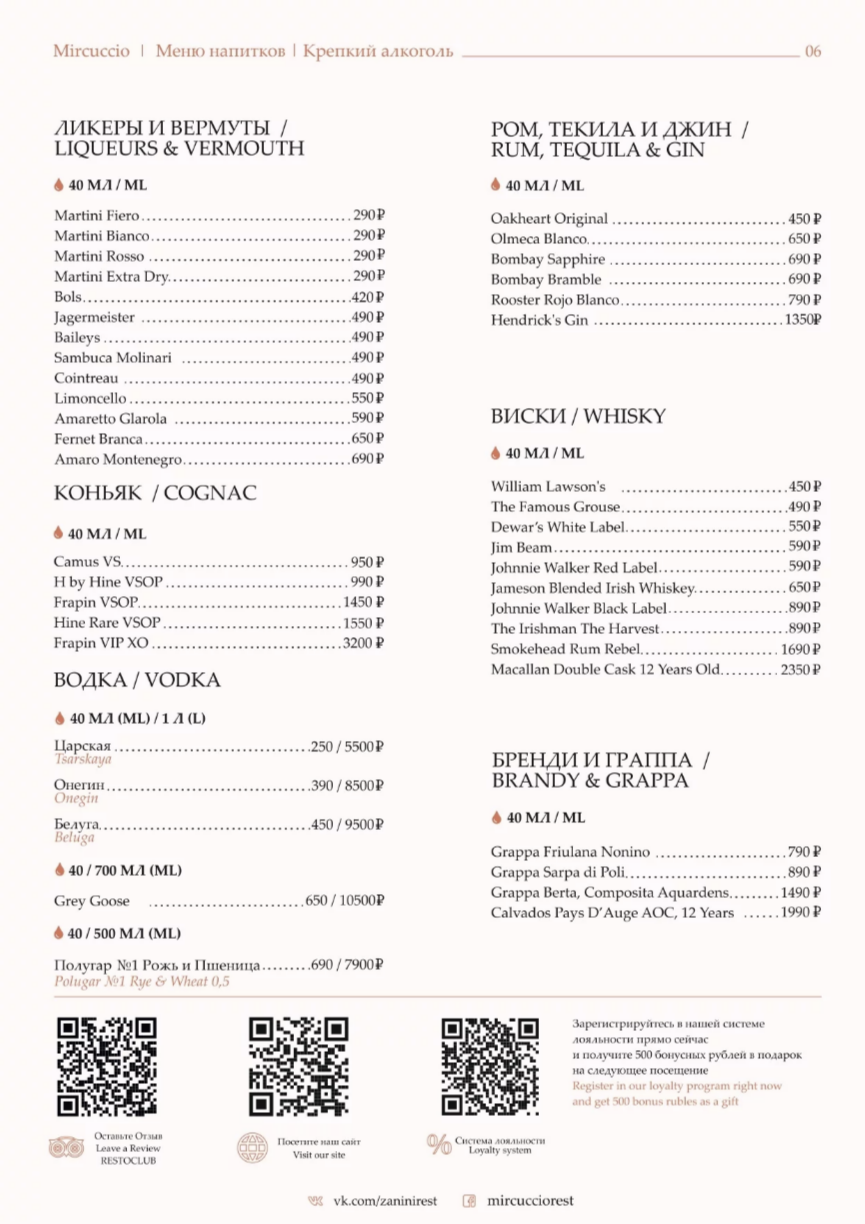 Mircuccio | Меню напитков | Крепкий алкоголь 06
ЛИКЕРЫ И ВЕРМУТЫ /
LIQUEURS & VERMOUTH
40 МЛ / ML
Martini Fiero 290₽
Martini Bianco 290₽
Martini Rosso 290₽
Martini Extra Dry 290₽
Bols 420₽
Jagermeister 490₽
Baileys 490₽
Sambuca Molinari 490₽
Cointreau 490₽
Limoncello 550₽
Amaretto Glarola 590₽
Fernet Branca 650₽
Amaro Montenegro 690₽
КОНЬЯК / COGNAC
40 МЛ / ML
Camus VS 950 ₽
H by Hine VSOP 990 ₽
Frapin VSOP 1450 ₽
Hine Rare VSOP 1550 ₽
Frapin VIP XO 3200 ₽
ВОДКА / VODKA
40 МЛ (ML) / 1 Л (L)
Царская 250 / 5500₽
Tsarskaya
Онегин 390 / 8500₽
Onegin
Белуга 450 / 9500₽
Beluga
40 / 700 МЛ (ML)
Grey Goose 650 / 10500₽
40 / 500 МЛ (ML)
Полугар №1 Рожь и Пшеница 690 / 7900₽
Polugar №1 Rye & Wheat 0,5
РОМ, ТЕКИЛА И ДЖИН /
RUM, TEQUILA & GIN
40 МЛ / ML
Oakheart Original 450 ₽
Olmeca Blanco 650 ₽
Bombay Sapphire 690 ₽
Bombay Bramble 690 ₽
Rooster Rojo Blanco 790 ₽
Hendrick's Gin 1350₽
ВИСКИ / WHISKY
40 МЛ / ML
William Lawson's 450 ₽
The Famous Grouse 490 ₽
Dewar's White Label 550 ₽
Jim Beam 590 ₽
Johnnie Walker Red Label 590 ₽
Jameson Blended Irish Whiskey 650 ₽
Johnnie Walker Black Label 890 ₽
The Irishman The Harvest 890 ₽
Smokehead Rum Rebel 1690 ₽
Macallan Double Cask 12 Years Old 2350 ₽
БРЕНДИ И ГРАППА /
BRANDY & GRAPPA
40 МЛ / ML
Grappa Friulana Nonino 790 ₽
Grappa Sarpa di Poli 890 ₽
Grappa Berta, Composita Aquardens 1490 ₽
Calvados Pays D'Auge AOC, 12 Years 1990 ₽
Оставьте Отзыв
Leave a Review
RESTOCLUB
Посетите наш сайт
Visit our site
Система лояльности
Loyalty system
Зарегистрируйтесь в нашей системе
лояльности прямо сейчас
и получите 500 бонусных рублей в подарок
на следующее посещение
Register in our loyalty program right now
and get 500 bonus rubles as a gift
vk.com/zaninirest mircucciorest